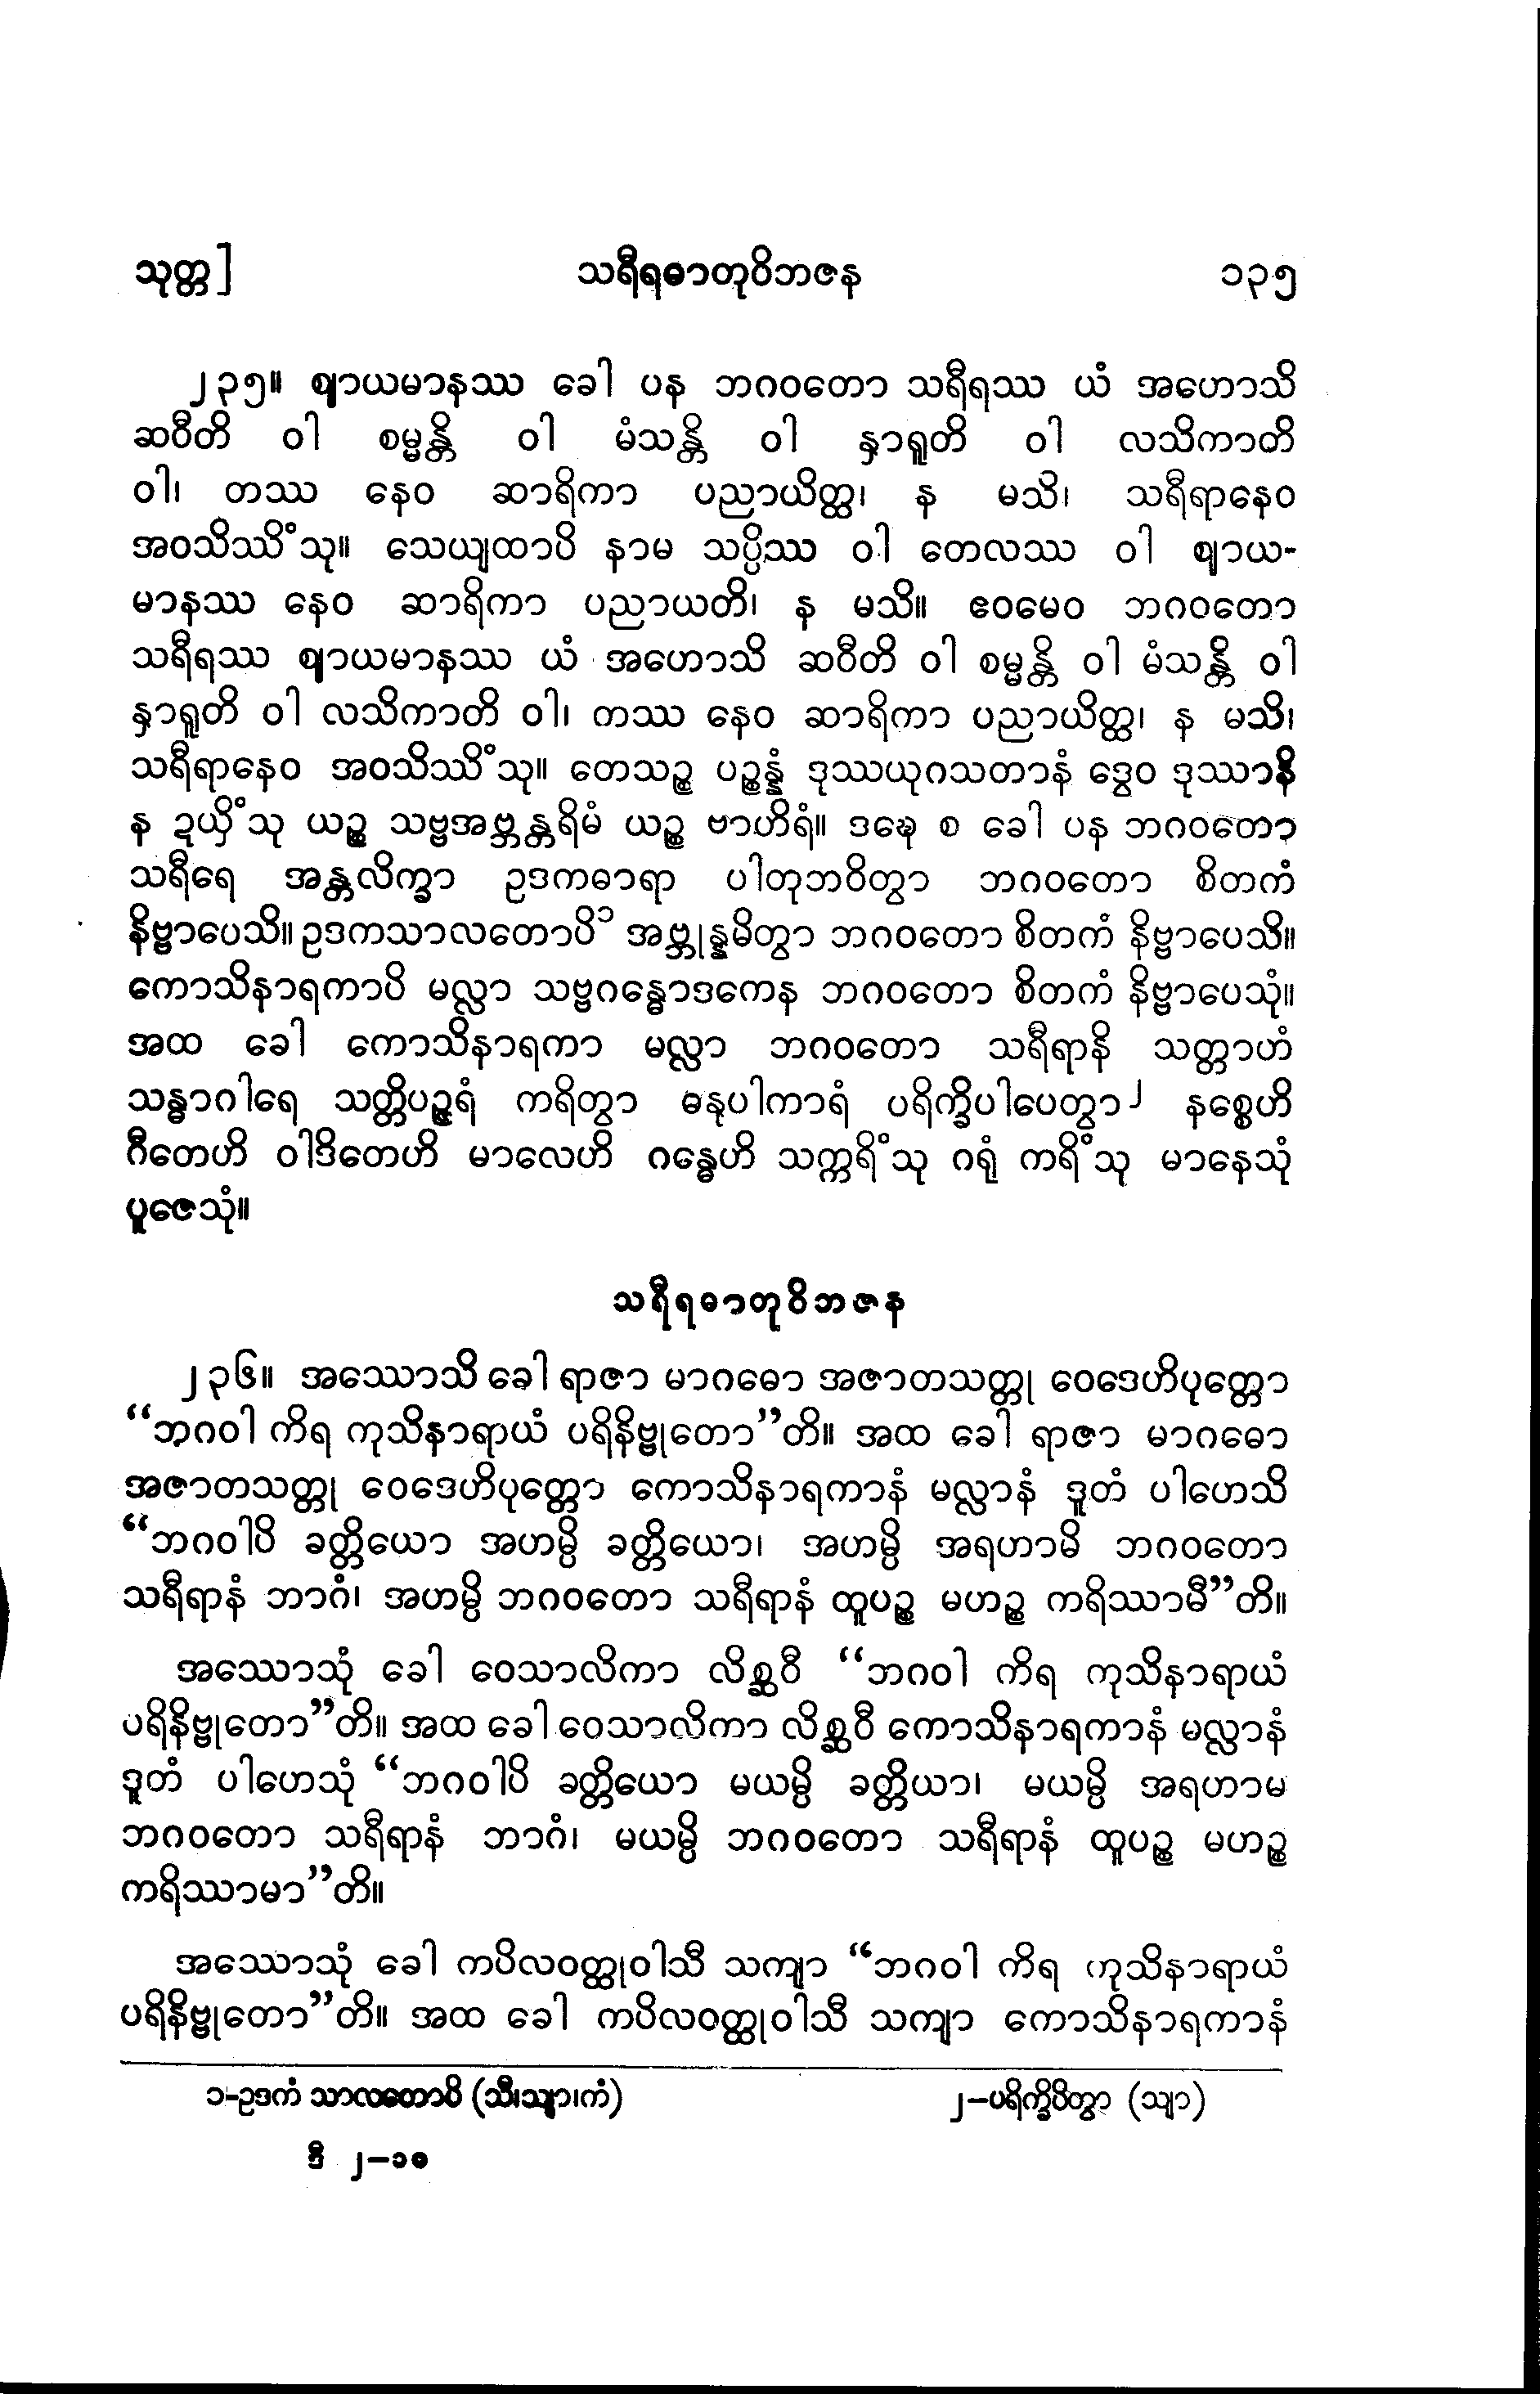 သုတ္တ] သရီရဓာတုဝိဘဇန ၁၃၅
၂၃၅။ ဈာယမာနဿ ခေါ ပန ဘဂဝတော သရီရဿ ယံ အဟောသိ
ဆဝီတိ ဝါ စမ္မန္တိ ဝါ မံသန္တိ ဝါ နှာရူတိ ဝါ လသိကာတိ
ဝါ၊ တဿ နေဝ ဆာရိကာ ပညာယိတ္ထ၊ န မသိ၊ သရီရာနေဝ
အဝသိဿိံသု။ သေယျထာပိ နာမ သပ္ပိဿ ဝါ တေလဿ ဝါ ဈာယ-
မာနဿ နေဝ ဆာရိကာ ပညာယတိ၊ န မသိ။ ဧဝမေဝ ဘဂဝတော
သရီရဿ ဈာယမာနဿ ယံ အဟောသိ ဆဝီတိ ဝါ စမ္မန္တိ ဝါ မံသန္တိ ဝါ
နှာရူတိ ဝါ လသိကာတိ ဝါ၊ တဿ နေဝ ဆာရိကာ ပညာယိတ္ထ၊ န မသိ၊
သရီရာနေဝ အဝသိဿိံသု။ တေသဉ္စ ပဉ္စန္နံ ဒုဿယုဂသတာနံ ဒွေဝ ဒုဿာနိ
န ဍယှိံသု ယဉ္စ သဗ္ဗအဗ္ဘန္တရိမံ ယဉ္စ ဗာဟိရံ။ ဒဍ္ဎေ စ ခေါ ပန ဘဂဝတော
သရီရေ အန္တလိက္ခာ ဥဒကဓာရာ ပါတုဘဝိတွာ ဘဂဝတော စိတကံ
နိဗ္ဗာပေသိ။ ဥဒကသာလတောပိ၁ အဗ္ဘုန္နမိတွာ ဘဂဝတော စိတကံ နိဗ္ဗာပေသိ။
ကောသိနာရကာပိ မလ္လာ သဗ္ဗဂန္ဓောဒကေန ဘဂဝတော စိတကံ နိဗ္ဗာပေသုံ။
အထ ခေါ ကောသိနာရကာ မလ္လာ ဘဂဝတော သရီရာနိ သတ္တာဟံ
သန္ဓာဂါရေ သတ္တိပဉ္ဇရံ ကရိတွာ ဓနုပါကာရံ ပရိက္ခိပါပေတွာ၂ နစ္စေဟိ
ဂီတေဟိ ဝါဒိတေဟိ မာလေဟိ ဂန္ဓေဟိ သက္ကရိံသု ဂရုံ ကရိံသု မာနေသုံ
ပူဇေသုံ။
သရီရဓာတုဝိဘဇန
၂၃၆။ အဿောသိ ခေါ ရာဇာ မာဂဓော အဇာတသတ္တု ဝေဒေဟိပုတ္တော
“ဘဂဝါ ကိရ ကုသိနာရာယံ ပရိနိဗ္ဗုတော”တိ။ အထ ခေါ ရာဇာ မာဂဓော
အဇာတသတ္တု ဝေဒေဟိပုတ္တော ကောသိနာရကာနံ မလ္လာနံ ဒူတံ ပါဟေသိ
“ဘဂဝါပိ ခတ္တိယော အဟမ္ပိ ခတ္တိယော၊ အဟမ္ပိ အရဟာမိ ဘဂဝတော
သရီရာနံ ဘာဂံ၊ အဟမ္ပိ ဘဂဝတော သရီရာနံ ထူပဉ္စ မဟဉ္စ ကရိဿာမီ”တိ။
အဿောသုံ ခေါ ဝေသာလိကာ လိစ္ဆဝီ “ဘဂဝါ ကိရ ကုသိနာရာယံ
ပရိနိဗ္ဗုတော”တိ။ အထ ခေါ ဝေသာလိကာ လိစ္ဆဝီ ကောသိနာရကာနံ မလ္လာနံ
ဒူတံ ပါဟေသုံ “ဘဂဝါပိ ခတ္တိယော မယမ္ပိ ခတ္တိယာ၊ မယမ္ပိ အရဟာမ
ဘဂဝတော သရီရာနံ ဘာဂံ၊ မယမ္ပိ ဘဂဝတော သရီရာနံ ထူပဉ္စ မဟဉ္စ
ကရိဿာမာ”တိ။
အဿောသုံ ခေါ ကပိလဝတ္ထုဝါသီ သကျာ “ဘဂဝါ ကိရ ကုသိနာရာယံ
ပရိနိဗ္ဗုတော”တိ။ အထ ခေါ ကပိလဝတ္ထုဝါသီ သကျာ ကောသိနာရကာနံ
၁-ဥဒကံ သာလတောပိ (သီ၊သျာ၊ကံ) ၂-ပရိက္ခိပိတွာ (သျာ)
ဒီ ၂-၁၀